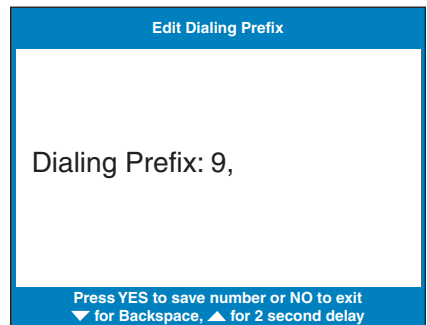 Edit Dialing Prefix
Dialing Prefix: 9,
Press YES to save number or NO to exit
▼ for Backspace, ▲ for 2 second delay